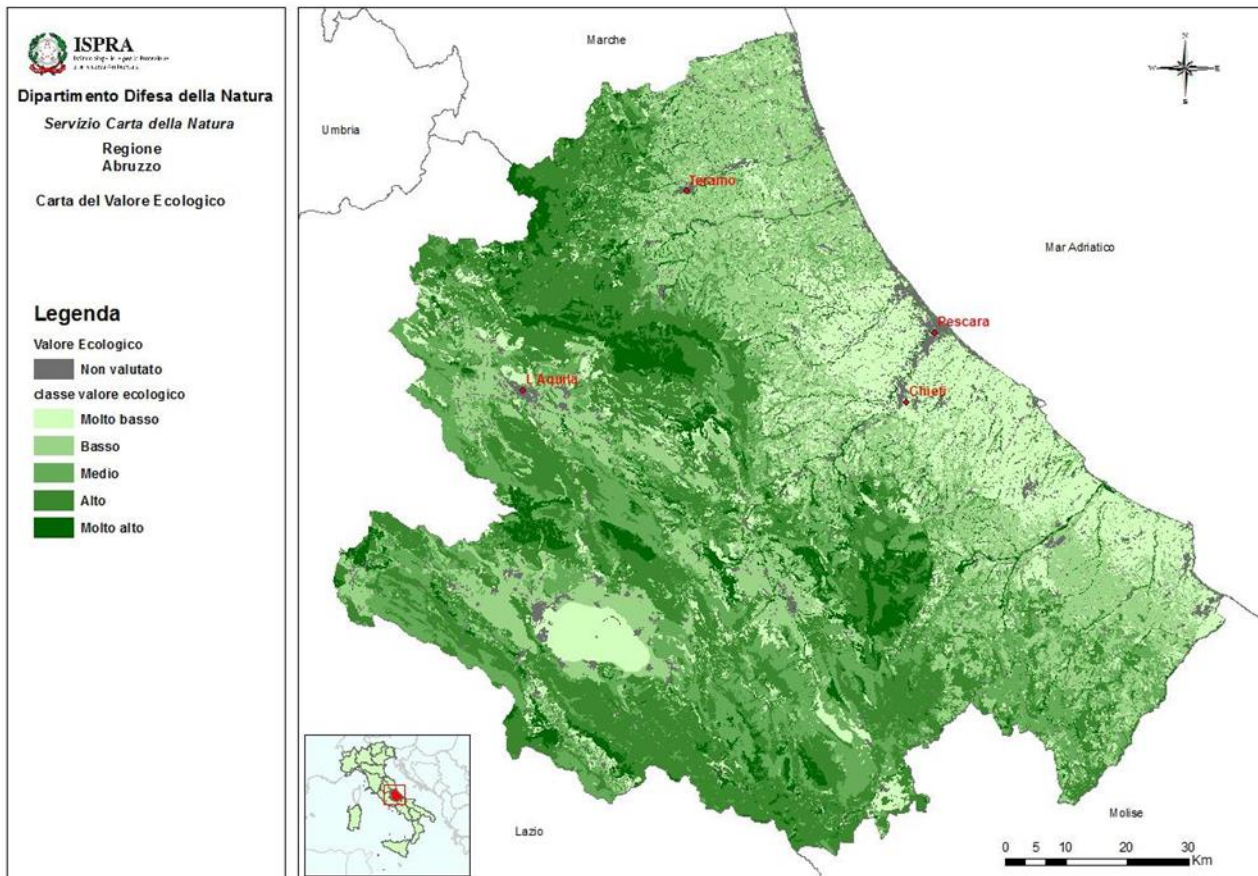 ISPRA
Dipartimento Difesa della Natura
Servizio Carta della Natura
Regione
Abruzzo
Carta del Valore Ecologico
Legenda
Valore Ecologico
Non valutato
classe valore ecologico
Molto basso
Basso
Medio
Alto
Molto alto
Marche
Umbria
N
W
E
S
Teramo
Mar Adriatico
Pescara
L'Aquila
Chieti
Lazio
Molise
0 5 10 20 30
Km